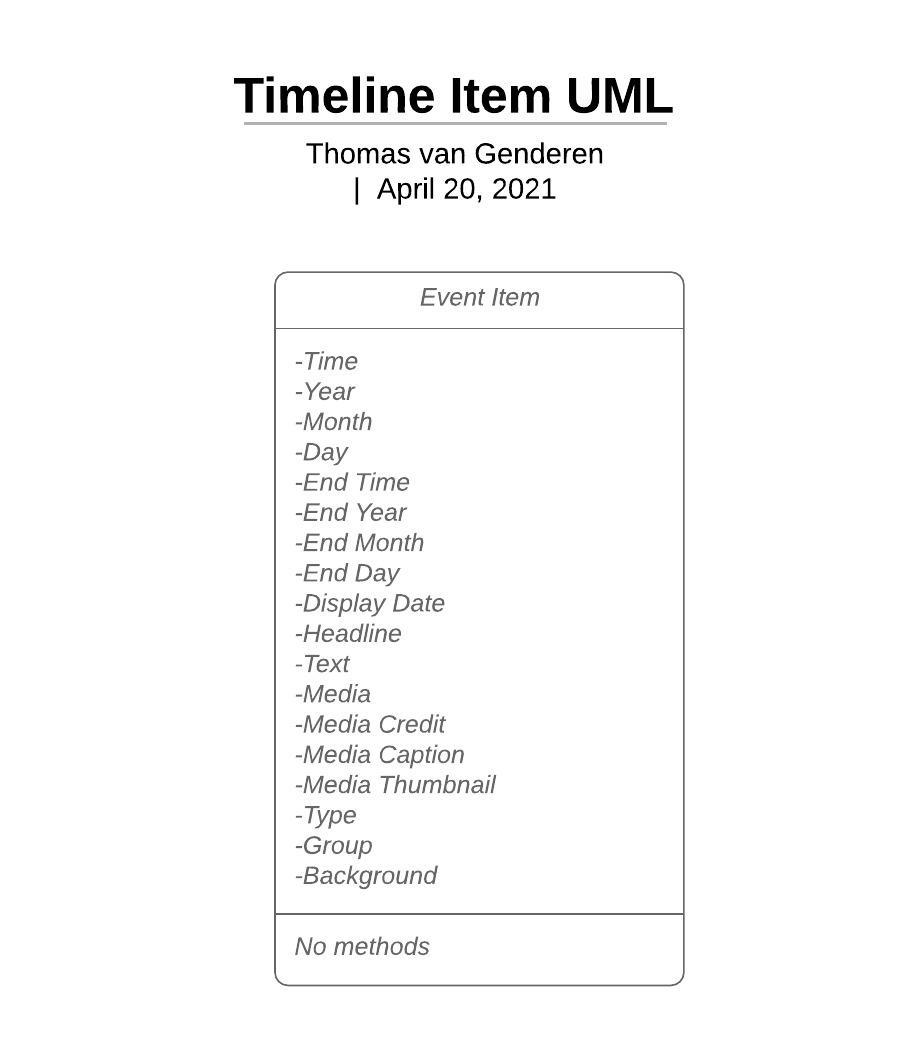 Timeline Item UML
Thomas van Genderen
| April 20, 2021
Event Item
-Time
-Year
-Month
-Day
-End Time
-End Year
-End Month
-End Day
-Display Date
-Headline
-Text
-Media
-Media Credit
-Media Caption
-Media Thumbnail
-Type
-Group
-Background
No methods